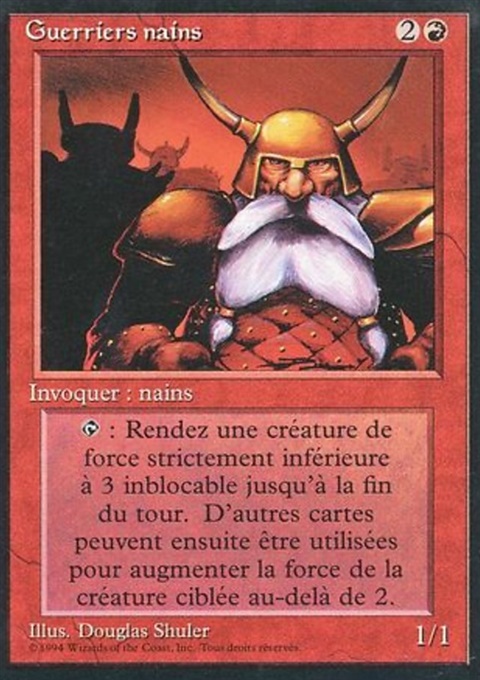 Guerriers nains 2
Invoquer : nains
: Rendez une créature de
force strictement inférieure
à 3 inblocable jusqu'à la fin
du tour. D'autres cartes
peuvent ensuite être utilisées
pour augmenter la force de la
créature ciblée au-delà de 2.
Illus. Douglas Shuler
1/1
© 1994 Wizards of the Coast, Inc. Tous droits réservés.